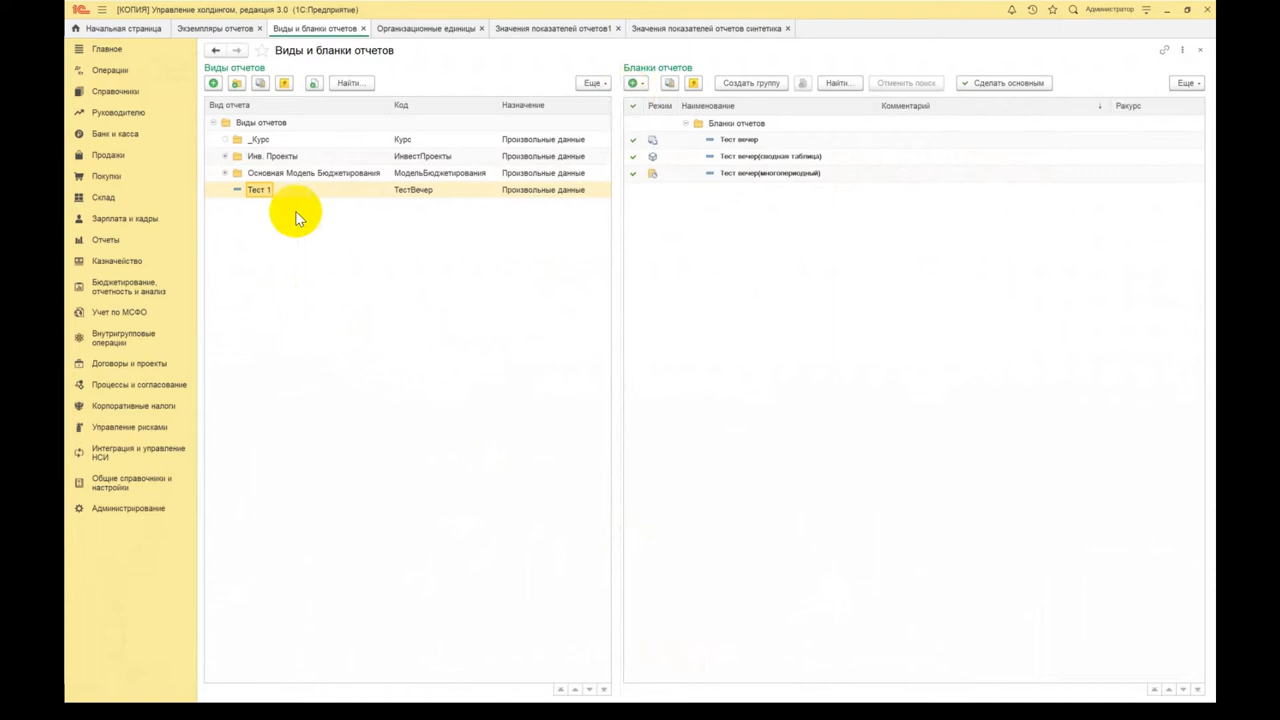 [КОПИЯ] Управление холдингом, редакция 3.0 (1С:Предприятие)
Администратор
Начальная страница
Экземпляры отчетов ×
Виды и бланки отчетов ×
Организационные единицы ×
Значения показателей отчетов1 ×
Значения показателей отчетов синтетика ×
Главное
Операции
Справочники
Руководителю
Банк и касса
Продажи
Покупки
Склад
Зарплата и кадры
Отчеты
Казначейство
Бюджетирование,
отчетность и анализ
Учет по МСФО
Внутригрупповые
операции
Договоры и проекты
Процессы и согласование
Корпоративные налоги
Управление рисками
Интеграция и управление
НСИ
Общие справочники и
настройки
Администрирование
Виды и бланки отчетов
Виды отчетов
Найти...
Еще
Вид отчета Код Назначение
Виды отчетов
_Курс Курс Произвольные данные
Инв. Проекты ИнвестПроекты Произвольные данные
Основная Модель Бюджетирования МодельБюджетирования Произвольные данные
Тест 1 ТестВечер Произвольные данные
Бланки отчетов
Создать группу
Найти...
Отменить поиск
Сделать основным
Еще
Режим Наименование Комментарий Ракурс
Бланки отчетов
Тест вечер
Тест вечер(сводная таблица)
Тест вечер(многопериодный)